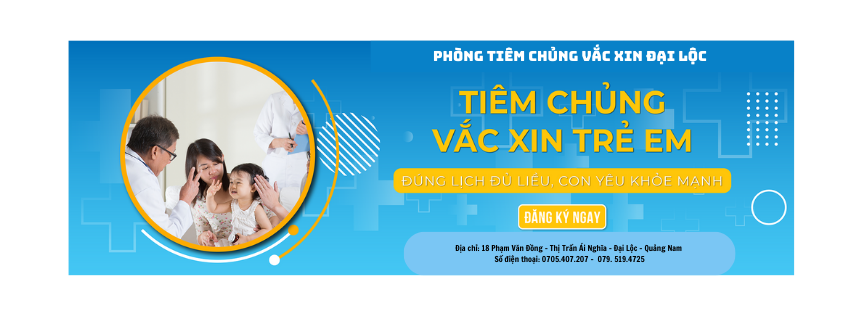 PHÒNG TIÊM CHỦNG VẮC XIN ĐẠI LỘC
TIÊM CHỦNG
VẮC XIN TRẺ EM
ĐÚNG LỊCH ĐỦ LIỀU, CON YÊU KHỎE MẠNH
ĐĂNG KÝ NGAY
Địa chỉ: 18 Phạm Văn Đồng - Thị Trấn Ái Nghĩa - Đại Lộc - Quảng Nam
Số điện thoại: 0705.407.207 - 079. 519.4725